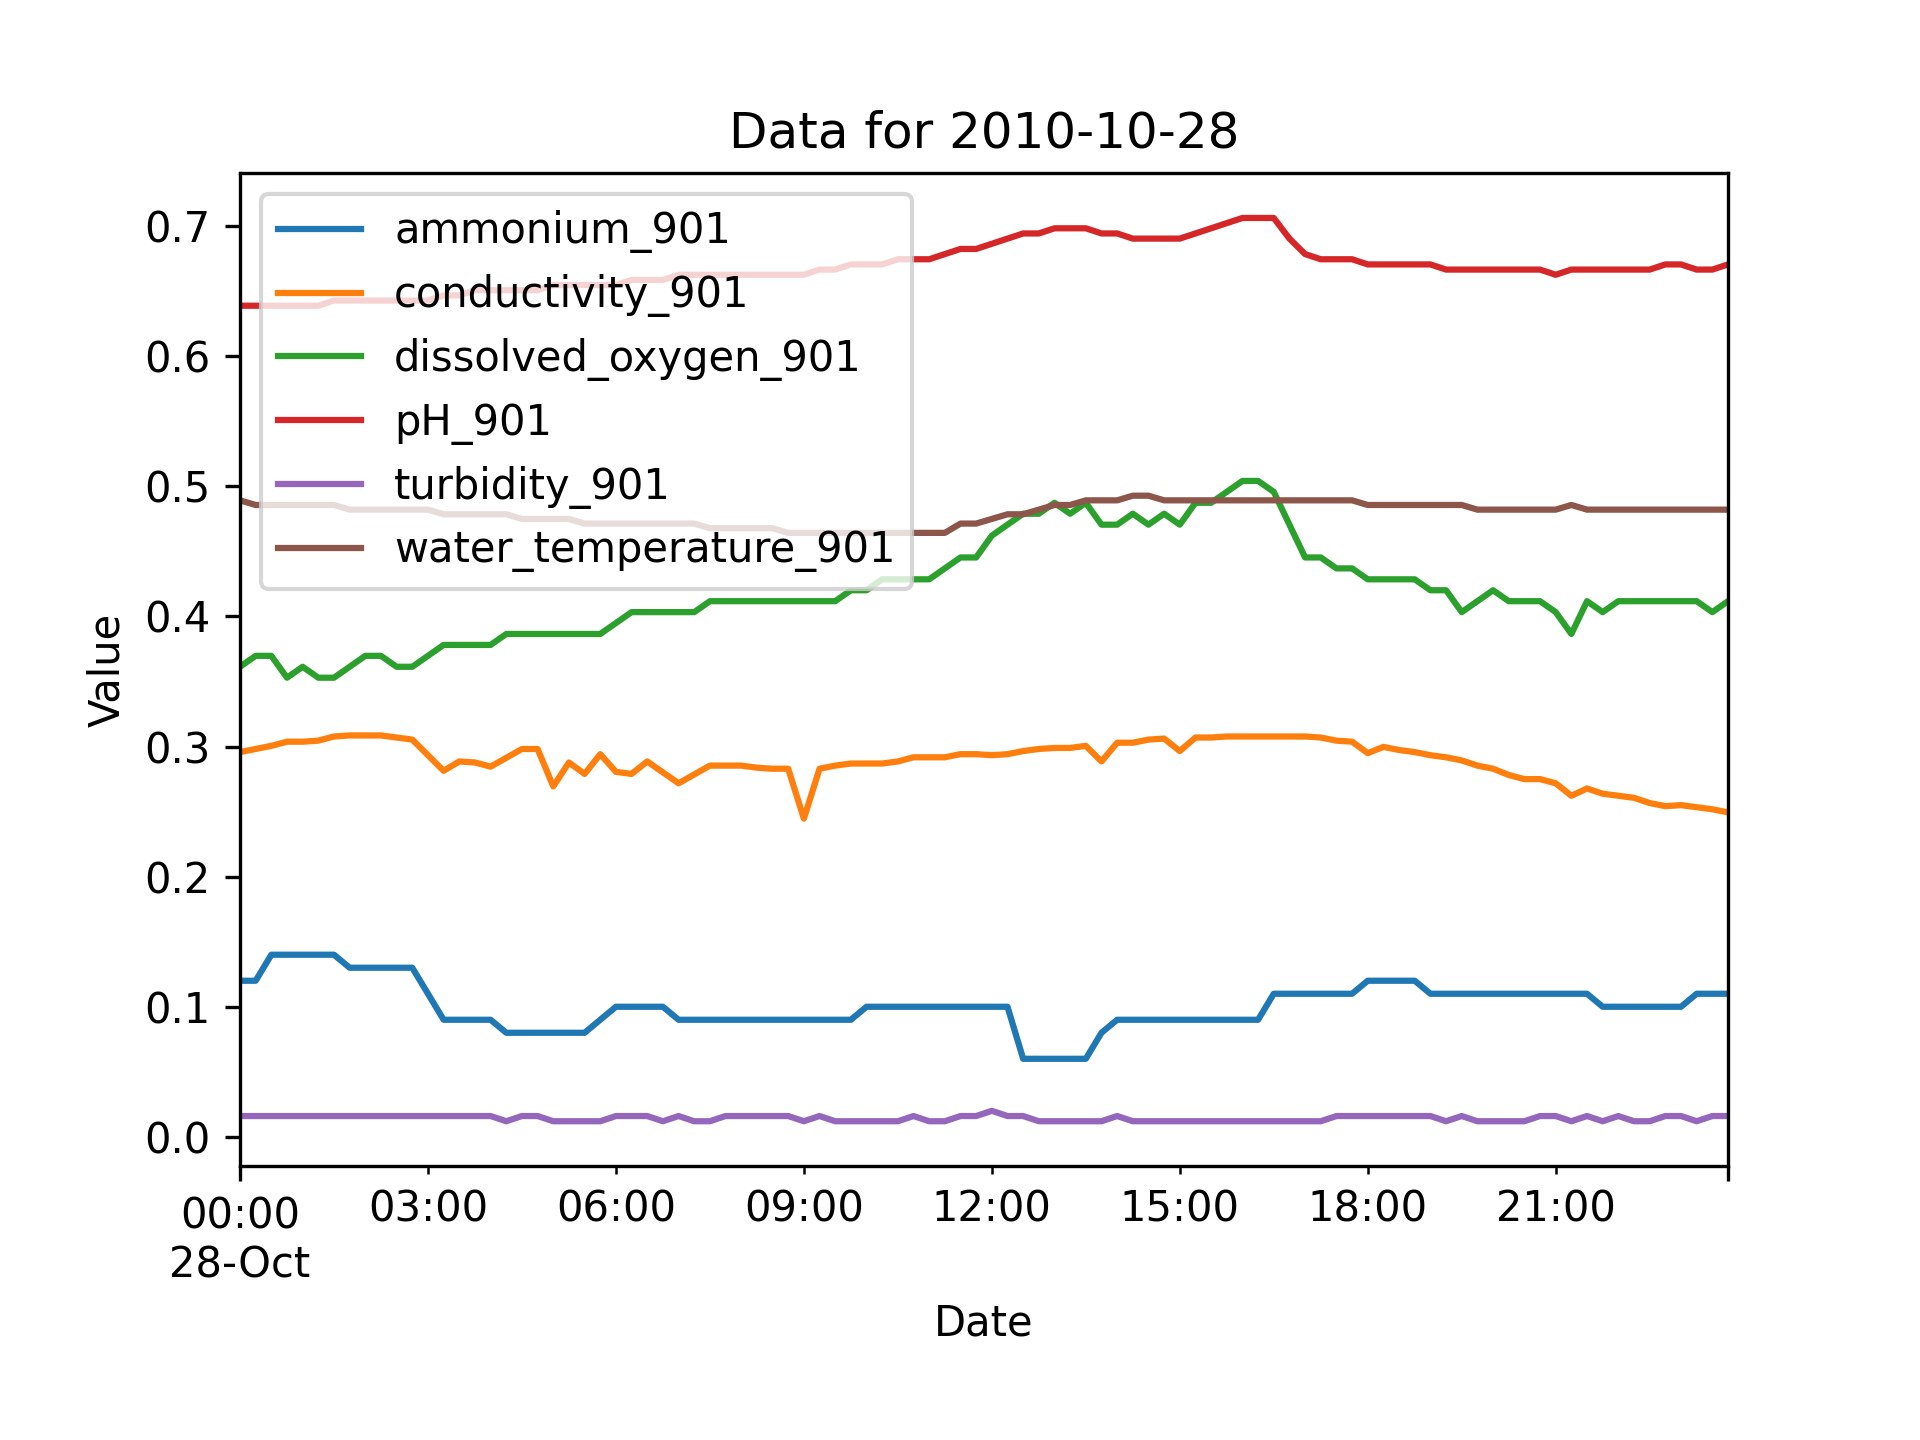 Data for 2010-10-28
ammonium_901
conductivity_901
dissolved_oxygen_901
pH_901
turbidity_901
water_temperature_901
0.7
0.6
0.5
0.4
0.3
0.2
0.1
0.0
Value
00:00 03:00 06:00 09:00 12:00 15:00 18:00 21:00
28-Oct
Date